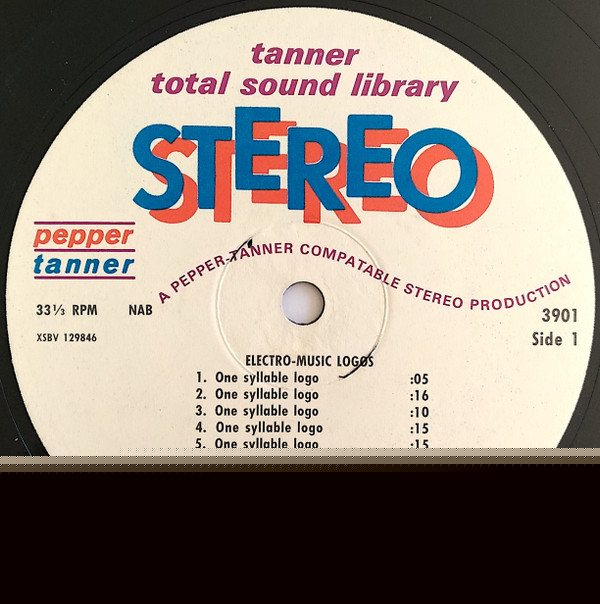 tanner
total sound library
STEREO
pepper
tanner
A PEPPER-TANNER COMPATABLE STEREO PRODUCTION
33⅓ RPM NAB
3901
XSBV 129846
Side 1
ELECTRO-MUSIC LOGOS
1. One syllable logo :05
2. One syllable logo :16
3. One syllable logo :10
4. One syllable logo :15
5. One syllable logo :15